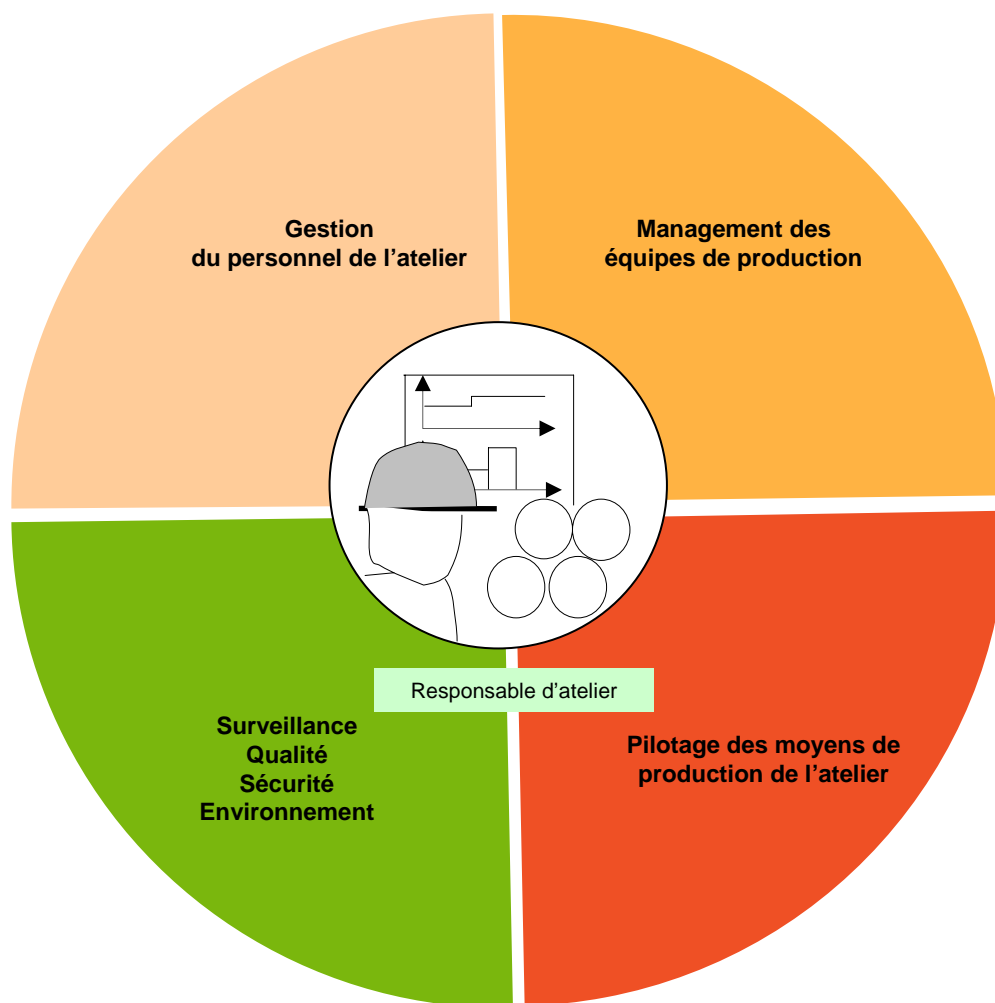 Gestion
du personnel de l’atelier
Management des
équipes de production
Responsable d’atelier
Surveillance
Qualité
Sécurité
Environnement
Pilotage des moyens de
production de l’atelier